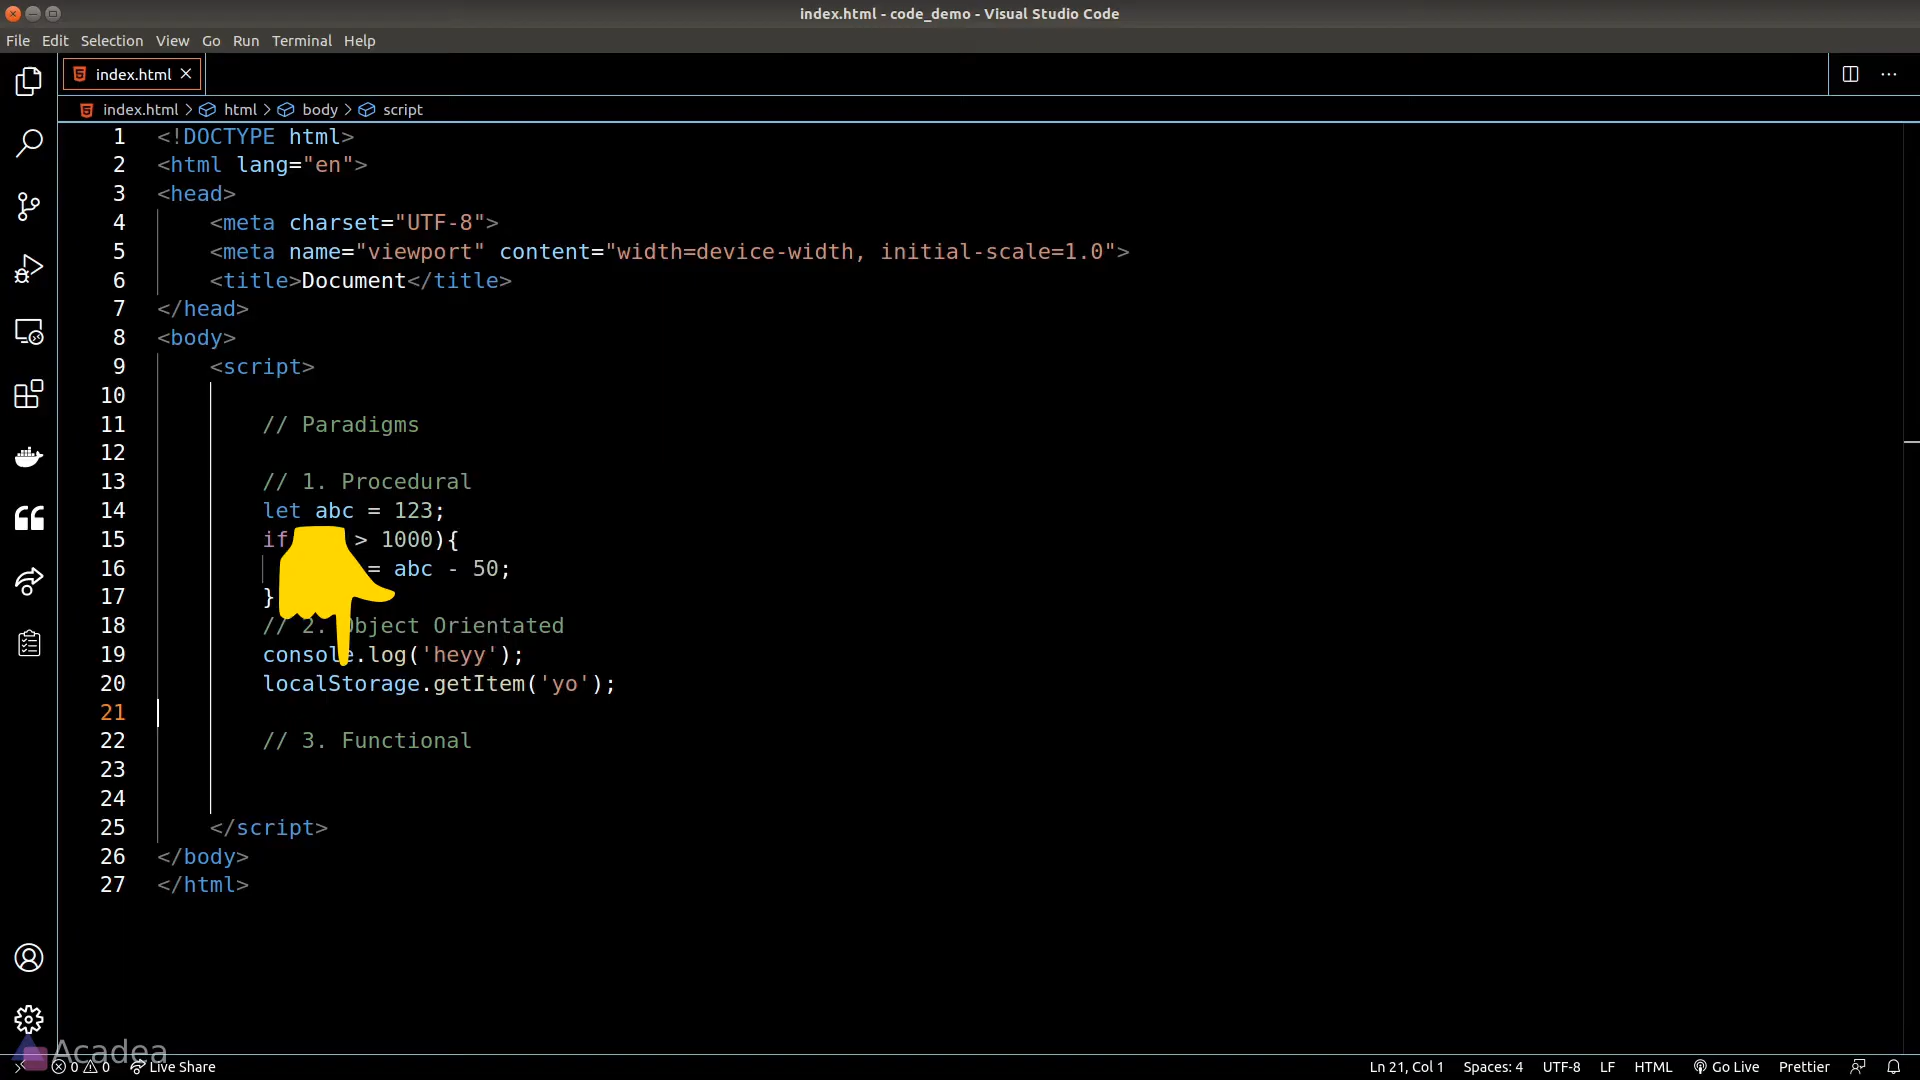 index.html - code_demo - Visual Studio Code
File Edit Selection View Go Run Terminal Help
index.html
index.html > html > body > script
1 <!DOCTYPE html>
2 <html lang="en">
3 <head>
4 <meta charset="UTF-8">
5 <meta name="viewport" content="width=device-width, initial-scale=1.0">
6 <title>Document</title>
7 </head>
8 <body>
9 <script>
10
11 // Paradigms
12
13 // 1. Procedural
14 let abc = 123;
15 if > 1000){
16 = abc - 50;
17 }
18 // 2. Object Orientated
19 console.log('heyy');
20 localStorage.getItem('yo');
21
22 // 3. Functional
23
24
25 </script>
26 </body>
27 </html>
Acadea
0 0 Live Share Ln 21, Col 1 Spaces: 4 UTF-8 LF HTML Go Live Prettier